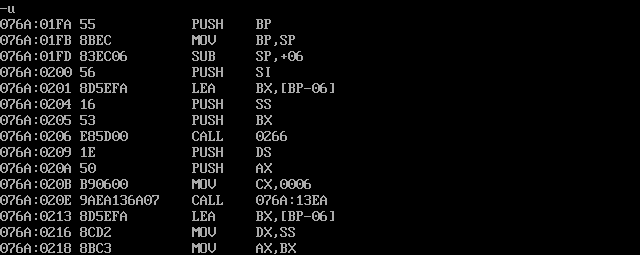 -u
076A:01FA 55 PUSH BP
076A:01FB 8BEC MOV BP,SP
076A:01FD 83EC06 SUB SP,+06
076A:0200 56 PUSH SI
076A:0201 8D5EFA LEA BX,[BP-06]
076A:0204 16 PUSH SS
076A:0205 53 PUSH BX
076A:0206 E85D00 CALL 0266
076A:0209 1E PUSH DS
076A:020A 50 PUSH AX
076A:020B B90600 MOV CX,0006
076A:020E 9AEA136A07 CALL 076A:13EA
076A:0213 8D5EFA LEA BX,[BP-06]
076A:0216 8CD2 MOV DX,SS
076A:0218 8BC3 MOV AX,BX